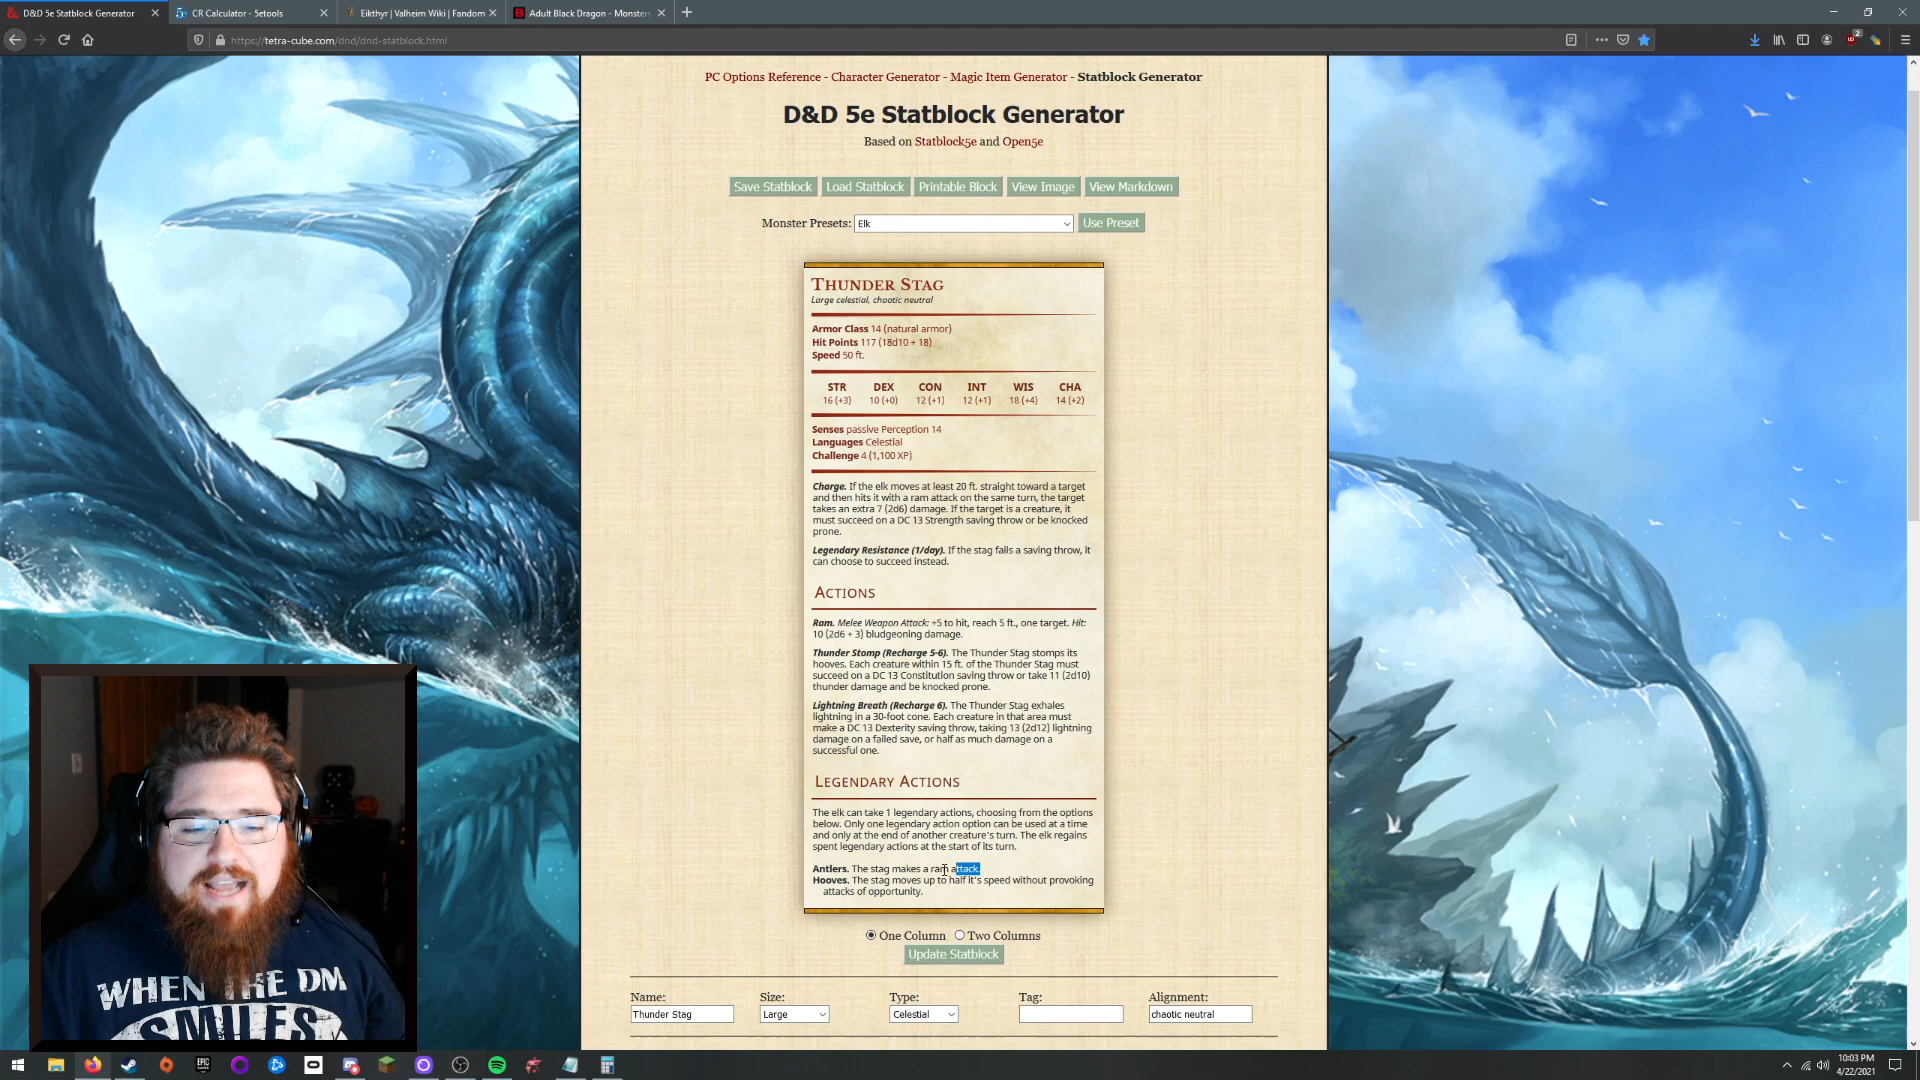 D&D 5e Statblock Generator
CR Calculator - 5etools
Eikthyr | Valheim Wiki | Fandom
Adult Black Dragon - Monsters
https://tetra-cube.com/dnd/dnd-statblock.html
PC Options Reference - Character Generator - Magic Item Generator - Statblock Generator
D&D 5e Statblock Generator
Based on Statblock5e and Open5e
Save Statblock Load Statblock Printable Block View Image View Markdown
Monster Presets: Elk Use Preset
Thunder Stag
Large celestial, chaotic neutral
Armor Class 14 (natural armor)
Hit Points 117 (18d10 + 18)
Speed 50 ft.
STR DEX CON INT WIS CHA
16 (+3) 10 (+0) 12 (+1) 12 (+1) 18 (+4) 14 (+2)
Senses passive Perception 14
Languages Celestial
Challenge 4 (1,100 XP)
Charge. If the elk moves at least 20 ft. straight toward a target
and then hits it with a ram attack on the same turn, the target
takes an extra 7 (2d6) damage. If the target is a creature, it
must succeed on a DC 13 Strength saving throw or be knocked
prone.
Legendary Resistance (1/day). If the stag fails a saving throw, it
can choose to succeed instead.
Actions
Ram. Melee Weapon Attack: +5 to hit, reach 5 ft., one target. Hit:
10 (2d6 + 3) bludgeoning damage.
Thunder Stomp (Recharge 5-6). The Thunder Stag stomps its
hooves. Each creature within 15 ft. of the Thunder Stag must
succeed on a DC 13 Constitution saving throw or take 11 (2d10)
thunder damage and be knocked prone.
Lightning Breath (Recharge 6). The Thunder Stag exhales
lightning in a 30-foot cone. Each creature in that area must
make a DC 13 Dexterity saving throw, taking 13 (2d12) lightning
damage on a failed save, or half as much damage on a
successful one.
Legendary Actions
The elk can take 1 legendary actions, choosing from the options
below. Only one legendary action option can be used at a time
and only at the end of another creature's turn. The elk regains
spent legendary actions at the start of its turn.
Antlers. The stag makes a ram attack.
Hooves. The stag moves up to half it's speed without provoking
attacks of opportunity.
One Column Two Columns
Update Statblock
Name: Size: Type: Tag: Alignment:
Thunder Stag Large Celestial chaotic neutral
WHEN THE DM
SMILES
EPIC
10:03 PM
4/22/2021